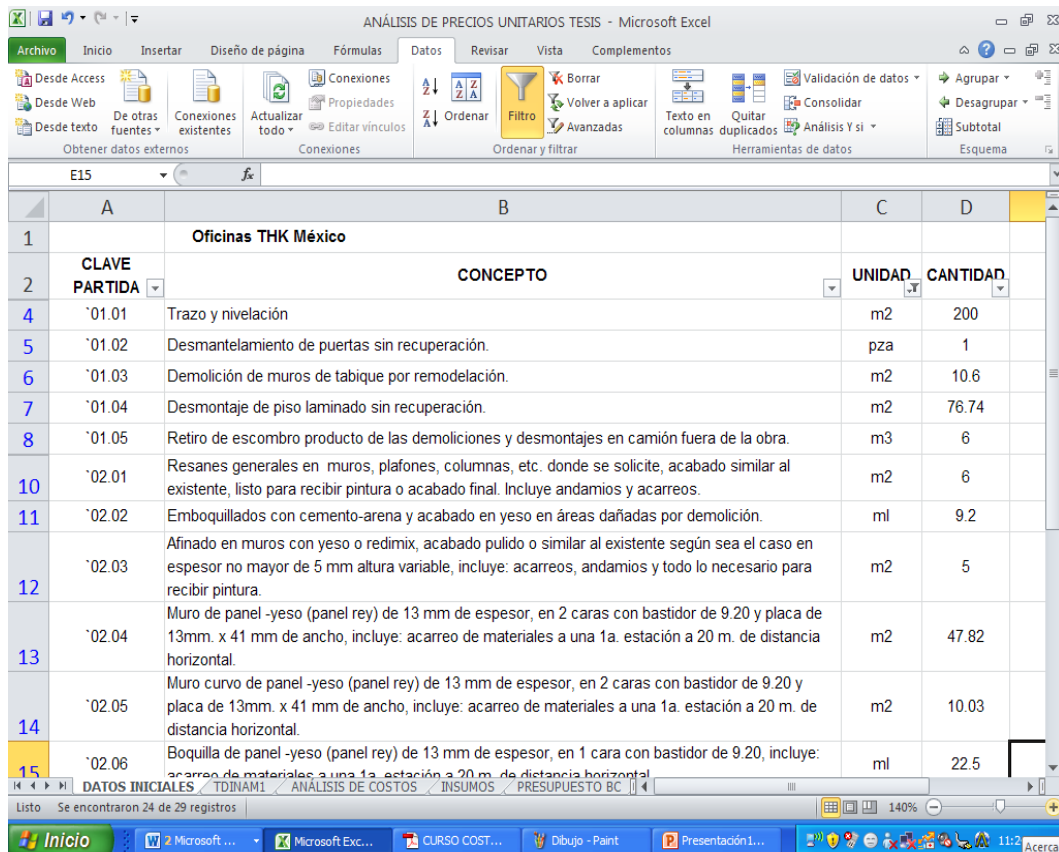 ANÁLISIS DE PRECIOS UNITARIOS TESIS - Microsoft Excel
Archivo Inicio Insertar Diseño de página Fórmulas Datos Revisar Vista Complementos
Desde Access
Desde Web
Desde texto
De otras fuentes
Conexiones existentes
Obtener datos externos
Actualizar todo
Conexiones
Propiedades
Editar vínculos
Conexiones
Ordenar
Filtro
Borrar
Volver a aplicar
Avanzadas
Ordenar y filtrar
Texto en columnas
Quitar duplicados
Validación de datos
Consolidar
Análisis Y si
Herramientas de datos
Agrupar
Desagrupar
Subtotal
Esquema
E15 fx
A B C D
1 Oficinas THK México
2 CLAVE PARTIDA CONCEPTO UNIDAD CANTIDAD
4 `01.01 Trazo y nivelación m2 200
5 `01.02 Desmantelamiento de puertas sin recuperación. pza 1
6 `01.03 Demolición de muros de tabique por remodelación. m2 10.6
7 `01.04 Desmontaje de piso laminado sin recuperación. m2 76.74
8 `01.05 Retiro de escombro producto de las demoliciones y desmontajes en camión fuera de la obra. m3 6
10 `02.01 Resanes generales en muros, plafones, columnas, etc. donde se solicite, acabado similar al
existente, listo para recibir pintura o acabado final. Incluye andamios y acarreos. m2 6
11 `02.02 Emboquillados con cemento-arena y acabado en yeso en áreas dañadas por demolición. ml 9.2
12 `02.03 Afinado en muros con yeso o redimix, acabado pulido o similar al existente según sea el caso en
espesor no mayor de 5 mm altura variable, incluye: acarreos, andamios y todo lo necesario para
recibir pintura. m2 5
13 `02.04 Muro de panel -yeso (panel rey) de 13 mm de espesor, en 2 caras con bastidor de 9.20 y placa de
13mm. x 41 mm de ancho, incluye: acarreo de materiales a una 1a. estación a 20 m. de distancia
horizontal. m2 47.82
14 `02.05 Muro curvo de panel -yeso (panel rey) de 13 mm de espesor, en 2 caras con bastidor de 9.20 y
placa de 13mm. x 41 mm de ancho, incluye: acarreo de materiales a una 1a. estación a 20 m. de
distancia horizontal. m2 10.03
15 `02.06 Boquilla de panel -yeso (panel rey) de 13 mm de espesor, en 1 cara con bastidor de 9.20, incluye:
acarreo de materiales a una 1a. estación a 20 m. de distancia horizontal ml 22.5
DATOS INICIALES TDINAM1 ANÁLISIS DE COSTOS INSUMOS PRESUPUESTO BC
Listo Se encontraron 24 de 29 registros 140%
Inicio 2 Microsoft ... Microsoft Exc... CURSO COST... Dibujo - Paint Presentación1... 11:2
Acerca